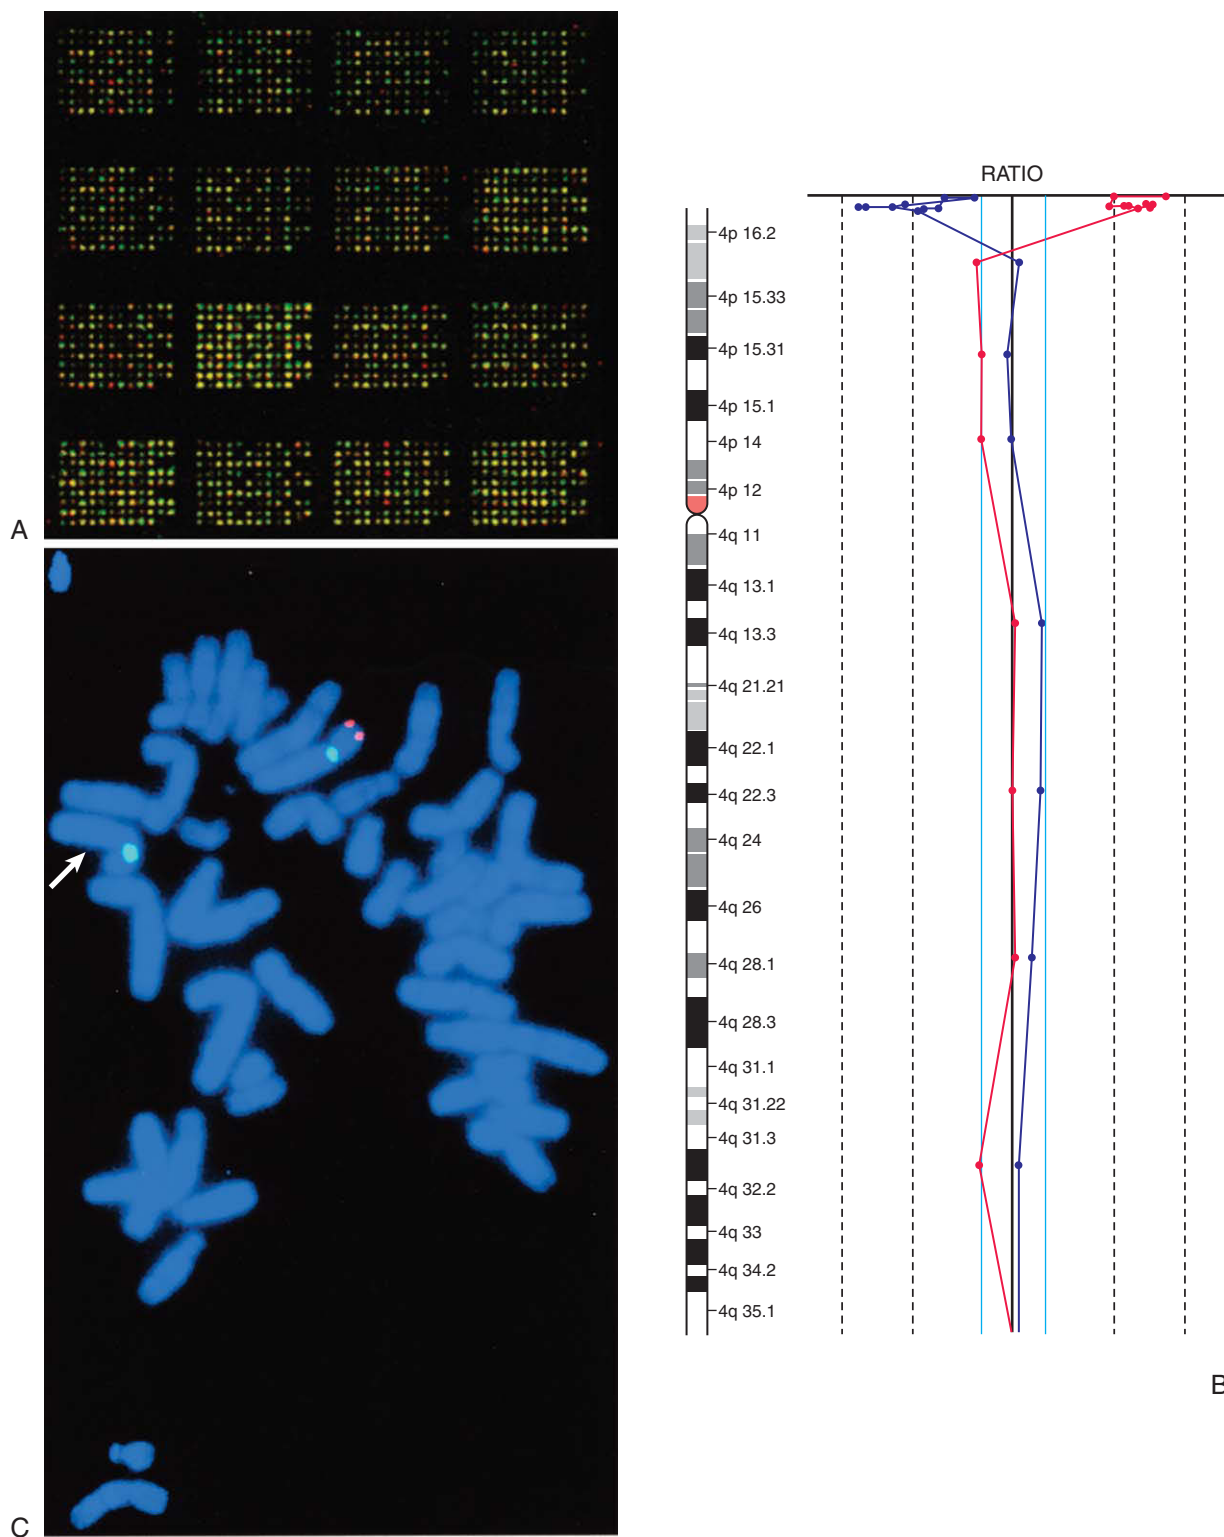 A
RATIO
4p 16.2
4p 15.33
4p 15.31
4p 15.1
4p 14
4p 12
4q 11
4q 13.1
4q 13.3
4q 21.21
4q 22.1
4q 22.3
4q 24
4q 26
4q 28.1
4q 28.3
4q 31.1
4q 31.22
4q 31.3
4q 32.2
4q 33
4q 34.2
4q 35.1
B
C